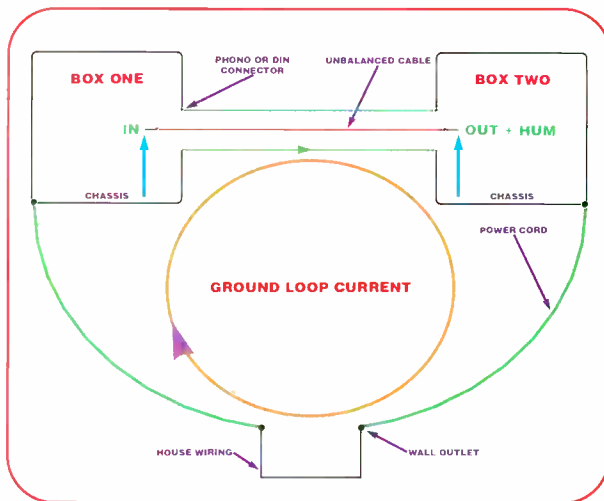 BOX ONE
PHONO OR DIN
CONNECTOR
UNBALANCED CABLE
BOX TWO
IN
OUT + HUM
CHASSIS
CHASSIS
POWER CORD
GROUND LOOP CURRENT
HOUSE WIRING
WALL OUTLET